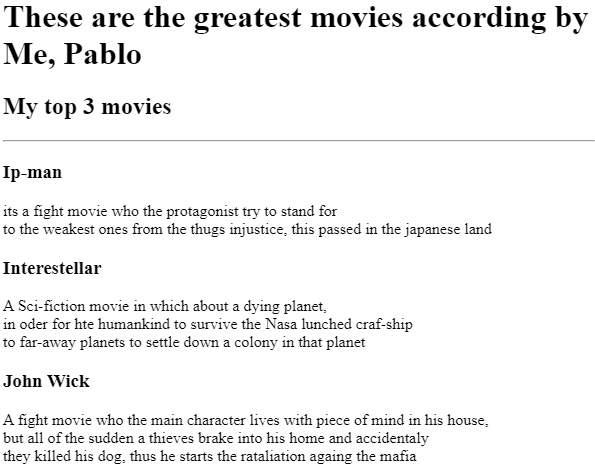 These are the greatest movies according by
Me, Pablo
My top 3 movies
Ip-man
its a fight movie who the protagonist try to stand for
to the weakest ones from the thugs injustice, this passed in the japanese land
Interestellar
A Sci-fiction movie in which about a dying planet,
in oder for hte humankind to survive the Nasa lunched craf-ship
to far-away planets to settle down a colony in that planet
John Wick
A fight movie who the main character lives with piece of mind in his house,
but all of the sudden a thieves brake into his home and accidentaly
they killed his dog, thus he starts the rataliation againg the mafia